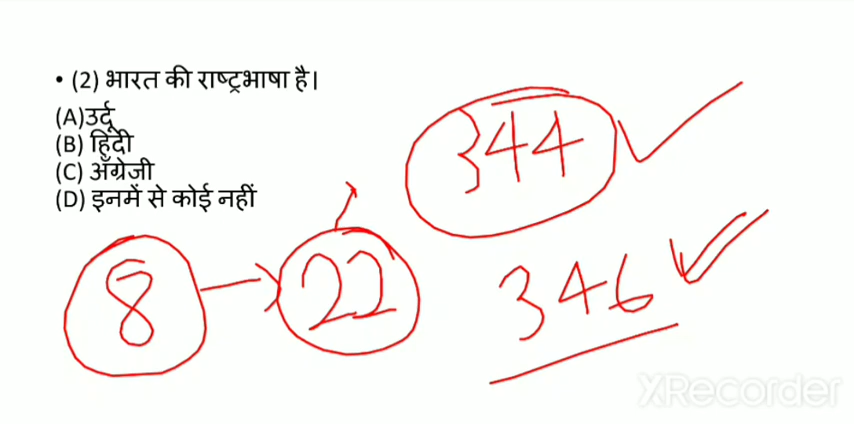 • (2) भारत की राष्ट्रभाषा है।
(A)उर्दू
(B) हिंदी
(C) अँग्रेजी
(D) इनमें से कोई नहीं
344
8 → 22
346
XRecorder